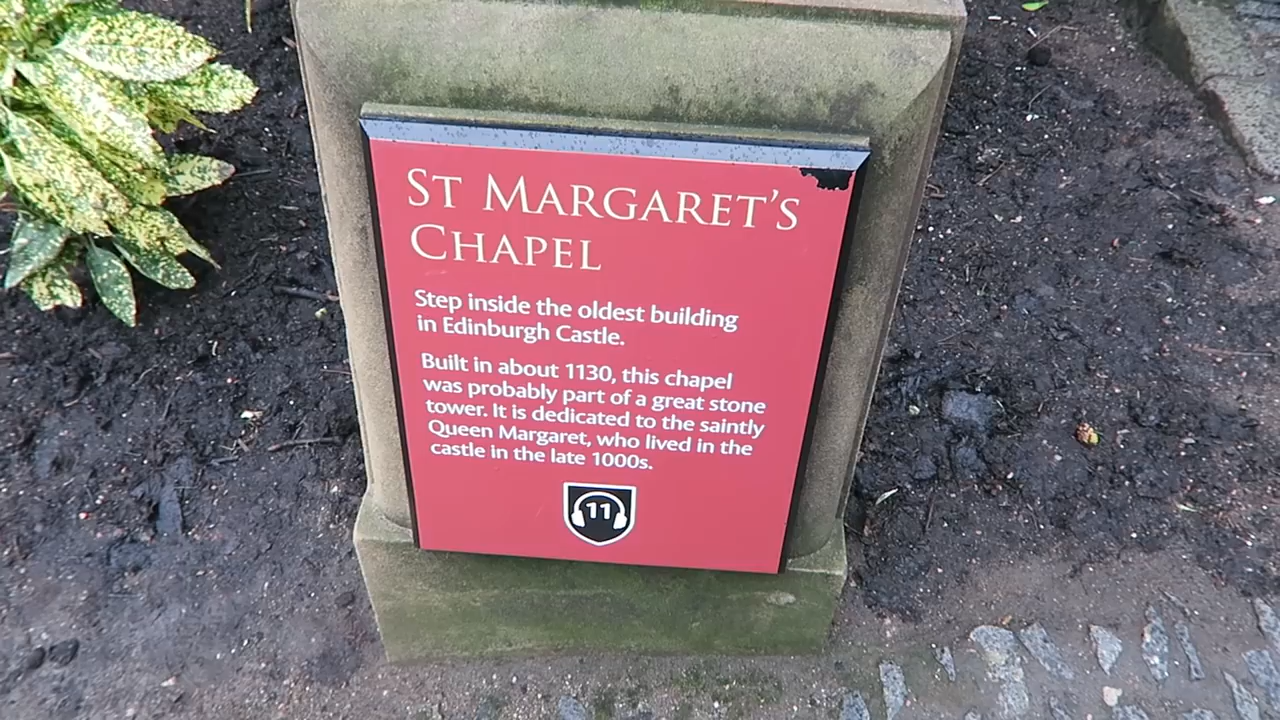 ST MARGARET'S
CHAPEL
Step inside the oldest building
in Edinburgh Castle.
Built in about 1130, this chapel
was probably part of a great stone
tower. It is dedicated to the saintly
Queen Margaret, who lived in the
castle in the late 1000s.
11